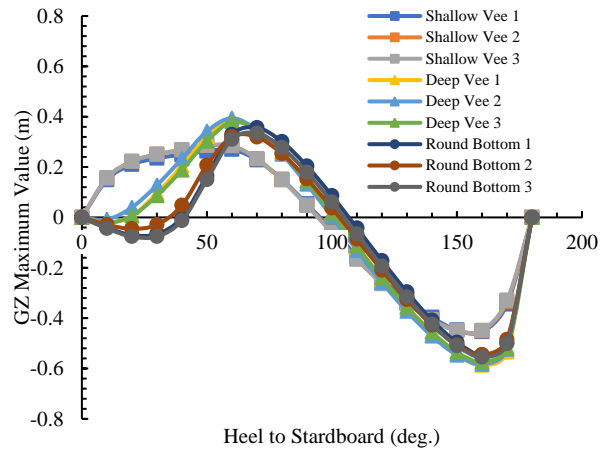 0.8
0.6
0.4
0.2
0
-0.2
-0.4
-0.6
-0.8
0
50
100
150
200
GZ Maximum Value (m)
Heel to Stardboard (deg.)
Shallow Vee 1
Shallow Vee 2
Shallow Vee 3
Deep Vee 1
Deep Vee 2
Deep Vee 3
Round Bottom 1
Round Bottom 2
Round Bottom 3